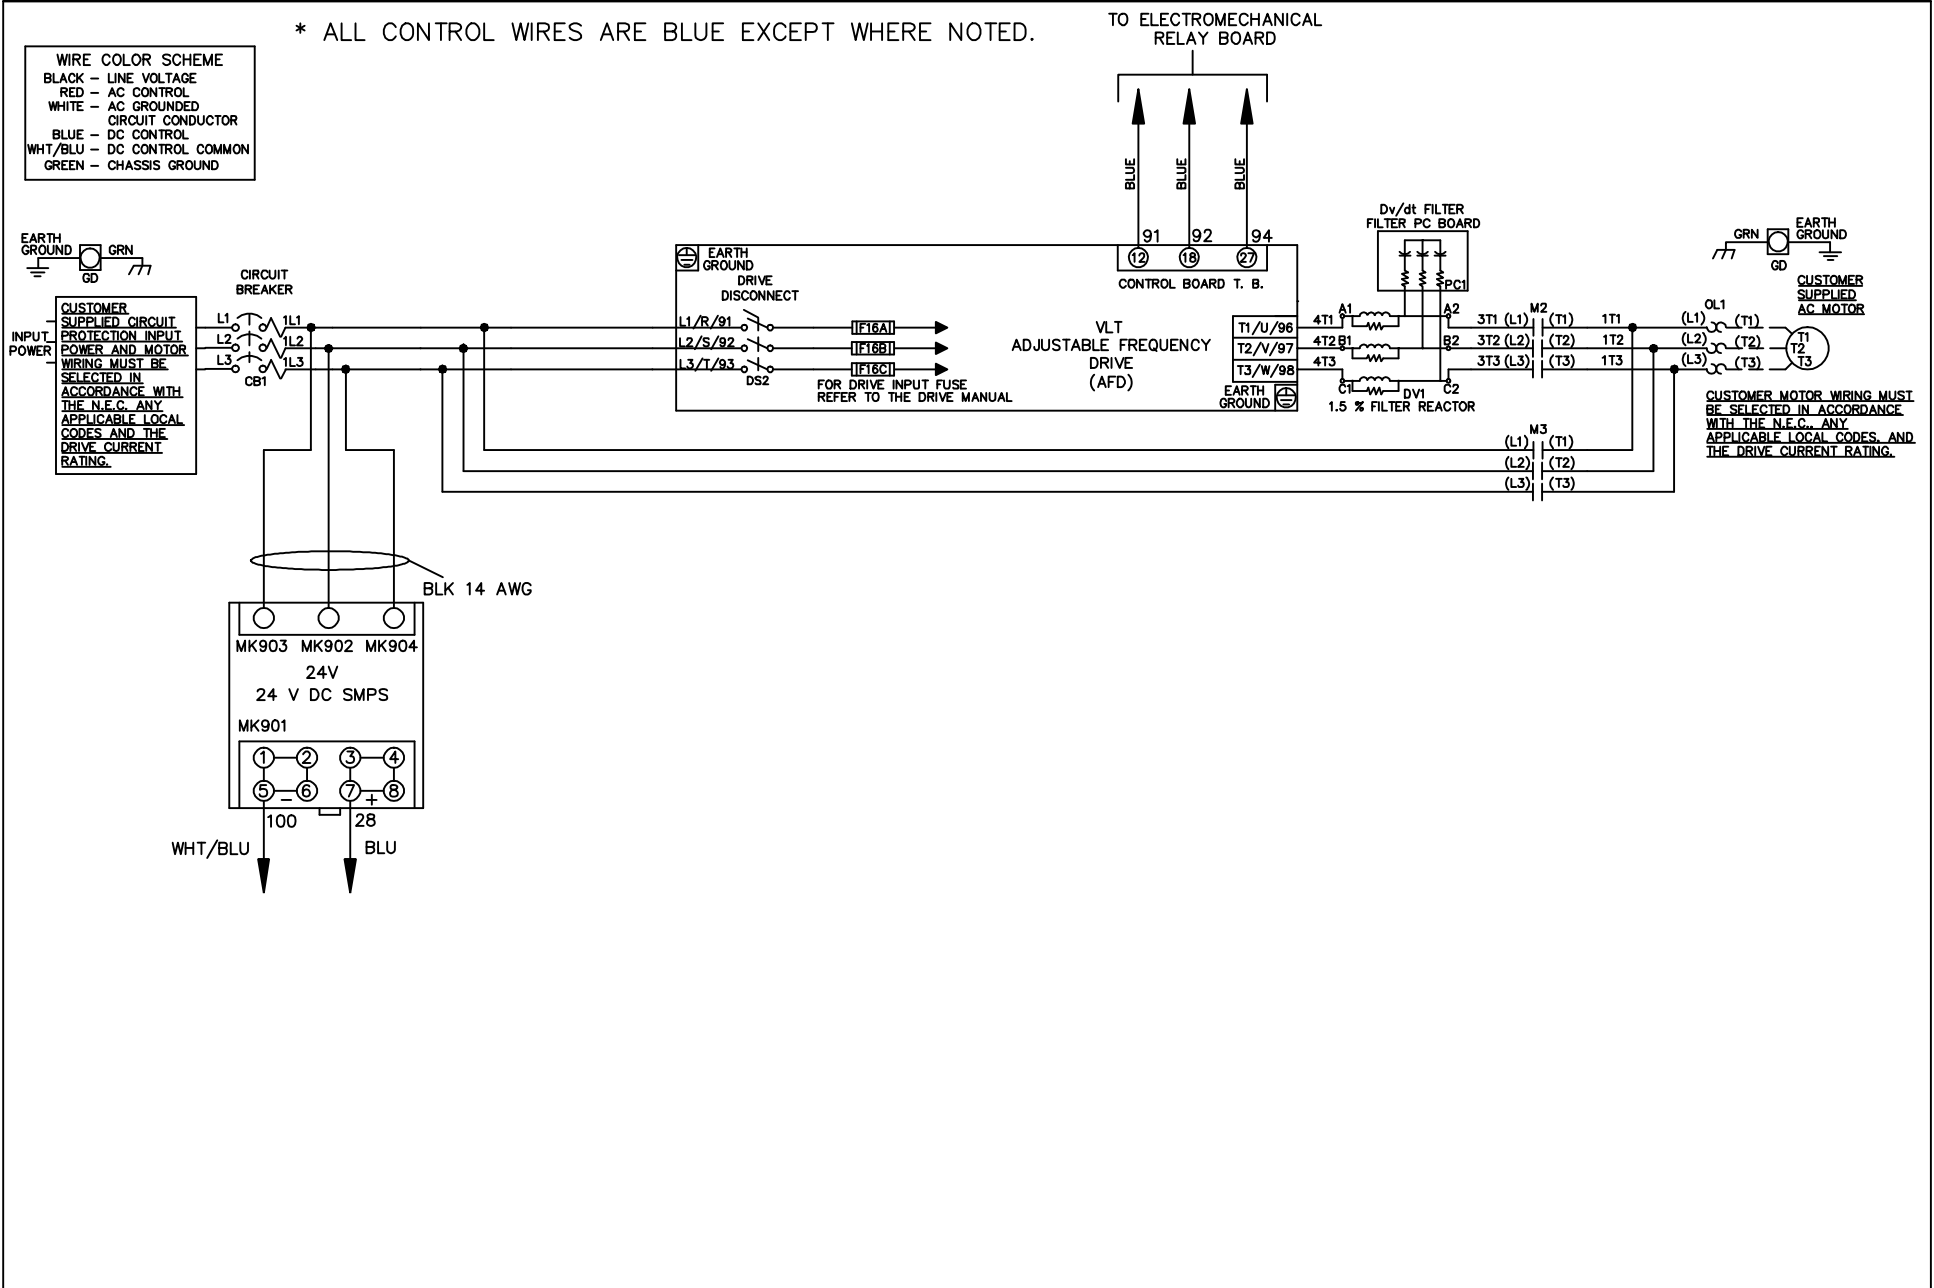 * ALL CONTROL WIRES ARE BLUE EXCEPT WHERE NOTED.
TO ELECTROMECHANICAL
RELAY BOARD
WIRE COLOR SCHEME
BLACK – LINE VOLTAGE
RED – AC CONTROL
WHITE – AC GROUNDED
CIRCUIT CONDUCTOR
BLUE – DC CONTROL
WHT/BLU – DC CONTROL COMMON
GREEN – CHASSIS GROUND
BLUE
BLUE
BLUE
91 92 94
12 18 27
CONTROL BOARD T. B.
EARTH
GROUND
GRN
GD
CIRCUIT
BREAKER
INPUT
POWER
CUSTOMER
SUPPLIED CIRCUIT
PROTECTION INPUT
POWER AND MOTOR
WIRING MUST BE
SELECTED IN
ACCORDANCE WITH
THE N.E.C. ANY
APPLICABLE LOCAL
CODES AND THE
DRIVE CURRENT
RATING.
L1 1L1
L2 1L2
L3 1L3
CB1
EARTH
GROUND
DRIVE
DISCONNECT
L1/R/91
L2/S/92
L3/T/93
DS2
F16A
F16B
F16C
FOR DRIVE INPUT FUSE
REFER TO THE DRIVE MANUAL
VLT
ADJUSTABLE FREQUENCY
DRIVE
(AFD)
T1/U/96
T2/V/97
T3/W/98
EARTH
GROUND
Dv/dt FILTER
FILTER PC BOARD
PC1
4T1 A1 A2
4T2 B1 B2
4T3 C1 C2
DV1
1.5 % FILTER REACTOR
M2
3T1 (L1) (T1) 1T1
3T2 (L2) (T2) 1T2
3T3 (L3) (T3) 1T3
M3
(L1) (T1)
(L2) (T2)
(L3) (T3)
OL1
(L1) (T1)
(L2) (T2)
(L3) (T3)
T1
T2
T3
GRN
GD
EARTH
GROUND
CUSTOMER
SUPPLIED
AC MOTOR
CUSTOMER MOTOR WIRING MUST
BE SELECTED IN ACCORDANCE
WITH THE N.E.C., ANY
APPLICABLE LOCAL CODES, AND
THE DRIVE CURRENT RATING.
BLK 14 AWG
MK903 MK902 MK904
24V
24 V DC SMPS
MK901
1 2 3 4
5 – 6 7 + 8
100 28
WHT/BLU BLU